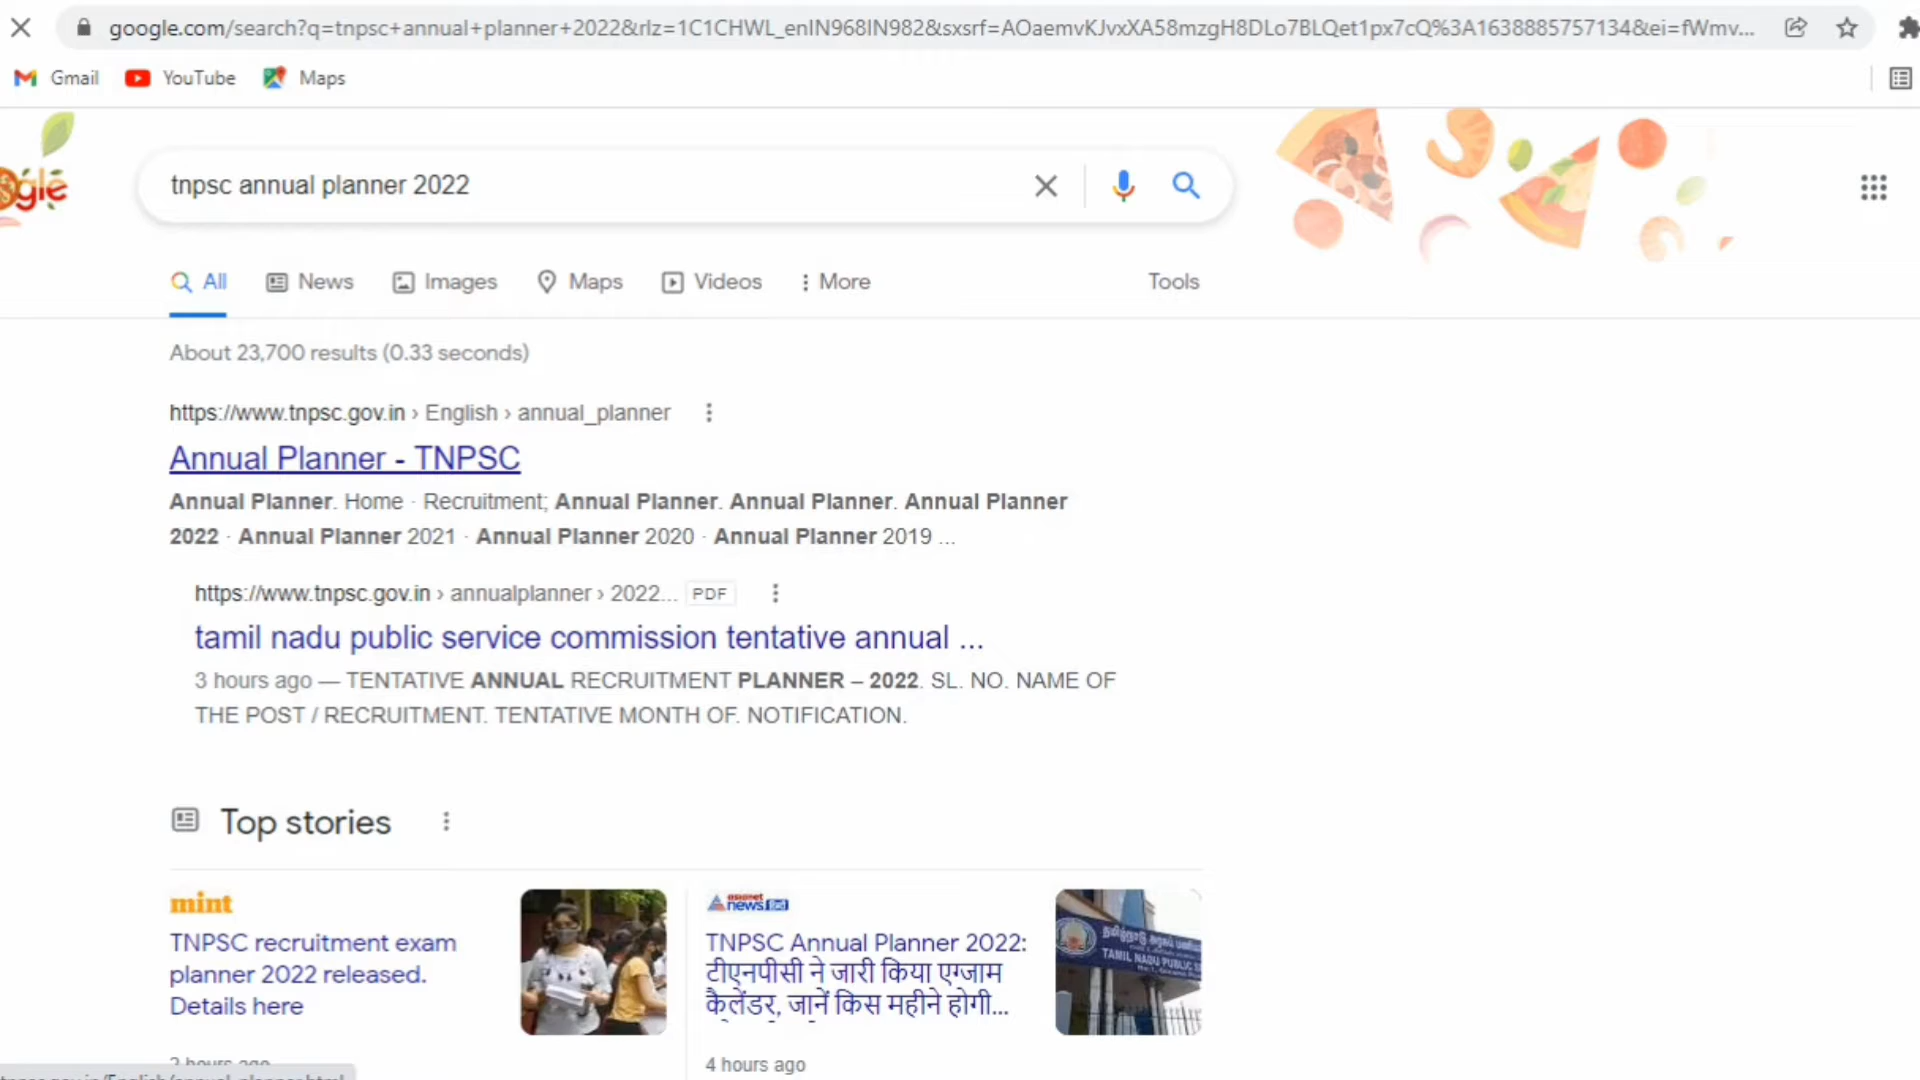 google.com/search?q=tnpsc+annual+planner+2022&rlz=1C1CHWL_enIN968IN982&sxsrf=AOaemvKJvxXA58mzgH8DLo7BLQet1px7cQ%3A1638885757134&ei=fWmv...
Gmail YouTube Maps
tnpsc annual planner 2022
All News Images Maps Videos More Tools
About 23,700 results (0.33 seconds)
https://www.tnpsc.gov.in › English › annual_planner
Annual Planner - TNPSC
Annual Planner. Home · Recruitment; Annual Planner. Annual Planner. Annual Planner
2022 · Annual Planner 2021 · Annual Planner 2020 · Annual Planner 2019 ...
https://www.tnpsc.gov.in › annualplanner › 2022... PDF
tamil nadu public service commission tentative annual ...
3 hours ago — TENTATIVE ANNUAL RECRUITMENT PLANNER – 2022. SL. NO. NAME OF
THE POST / RECRUITMENT. TENTATIVE MONTH OF. NOTIFICATION.
Top stories
mint
TNPSC recruitment exam
planner 2022 released.
Details here
asianet
news
TNPSC Annual Planner 2022:
टीएनपीसी ने जारी किया एग्जाम
कैलेंडर, जानें किस महीने होगी...
TAMIL NADU PUBLIC
4 hours ago